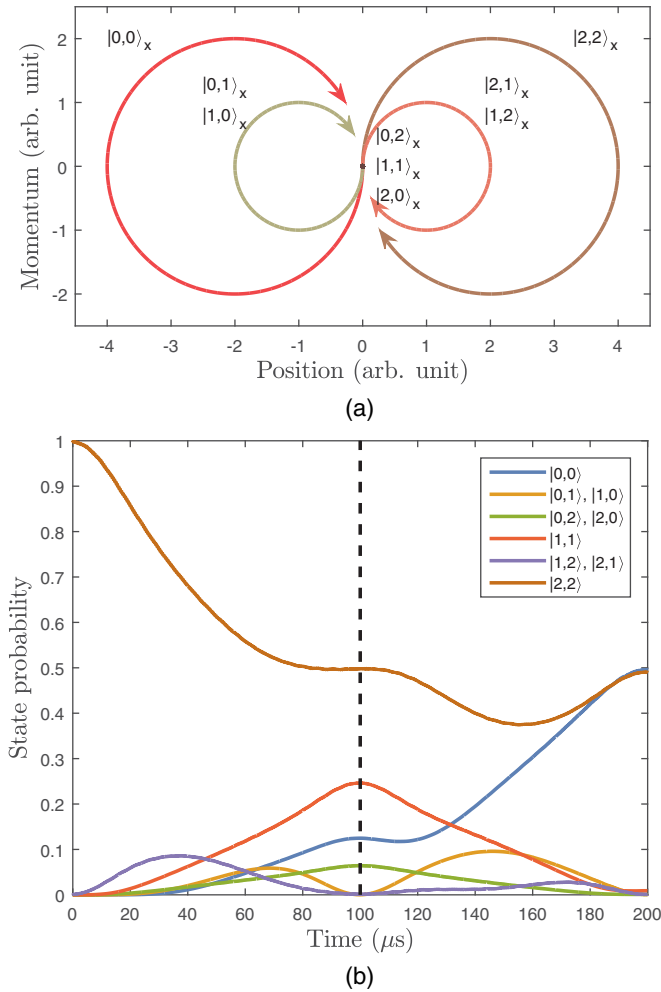 |0,0⟩x
|2,2⟩x
|0,1⟩x
|1,0⟩x
|2,1⟩x
|1,2⟩x
|0,2⟩x
|1,1⟩x
|2,0⟩x
2
1
0
-1
-2
Momentum (arb. unit)
-4 -3 -2 -1 0 1 2 3 4
Position (arb. unit)
(a)
1
0.9
0.8
0.7
0.6
0.5
0.4
0.3
0.2
0.1
0
State probability
|0,0⟩
|0,1⟩, |1,0⟩
|0,2⟩, |2,0⟩
|1,1⟩
|1,2⟩, |2,1⟩
|2,2⟩
0 20 40 60 80 100 120 140 160 180 200
Time (μs)
(b)